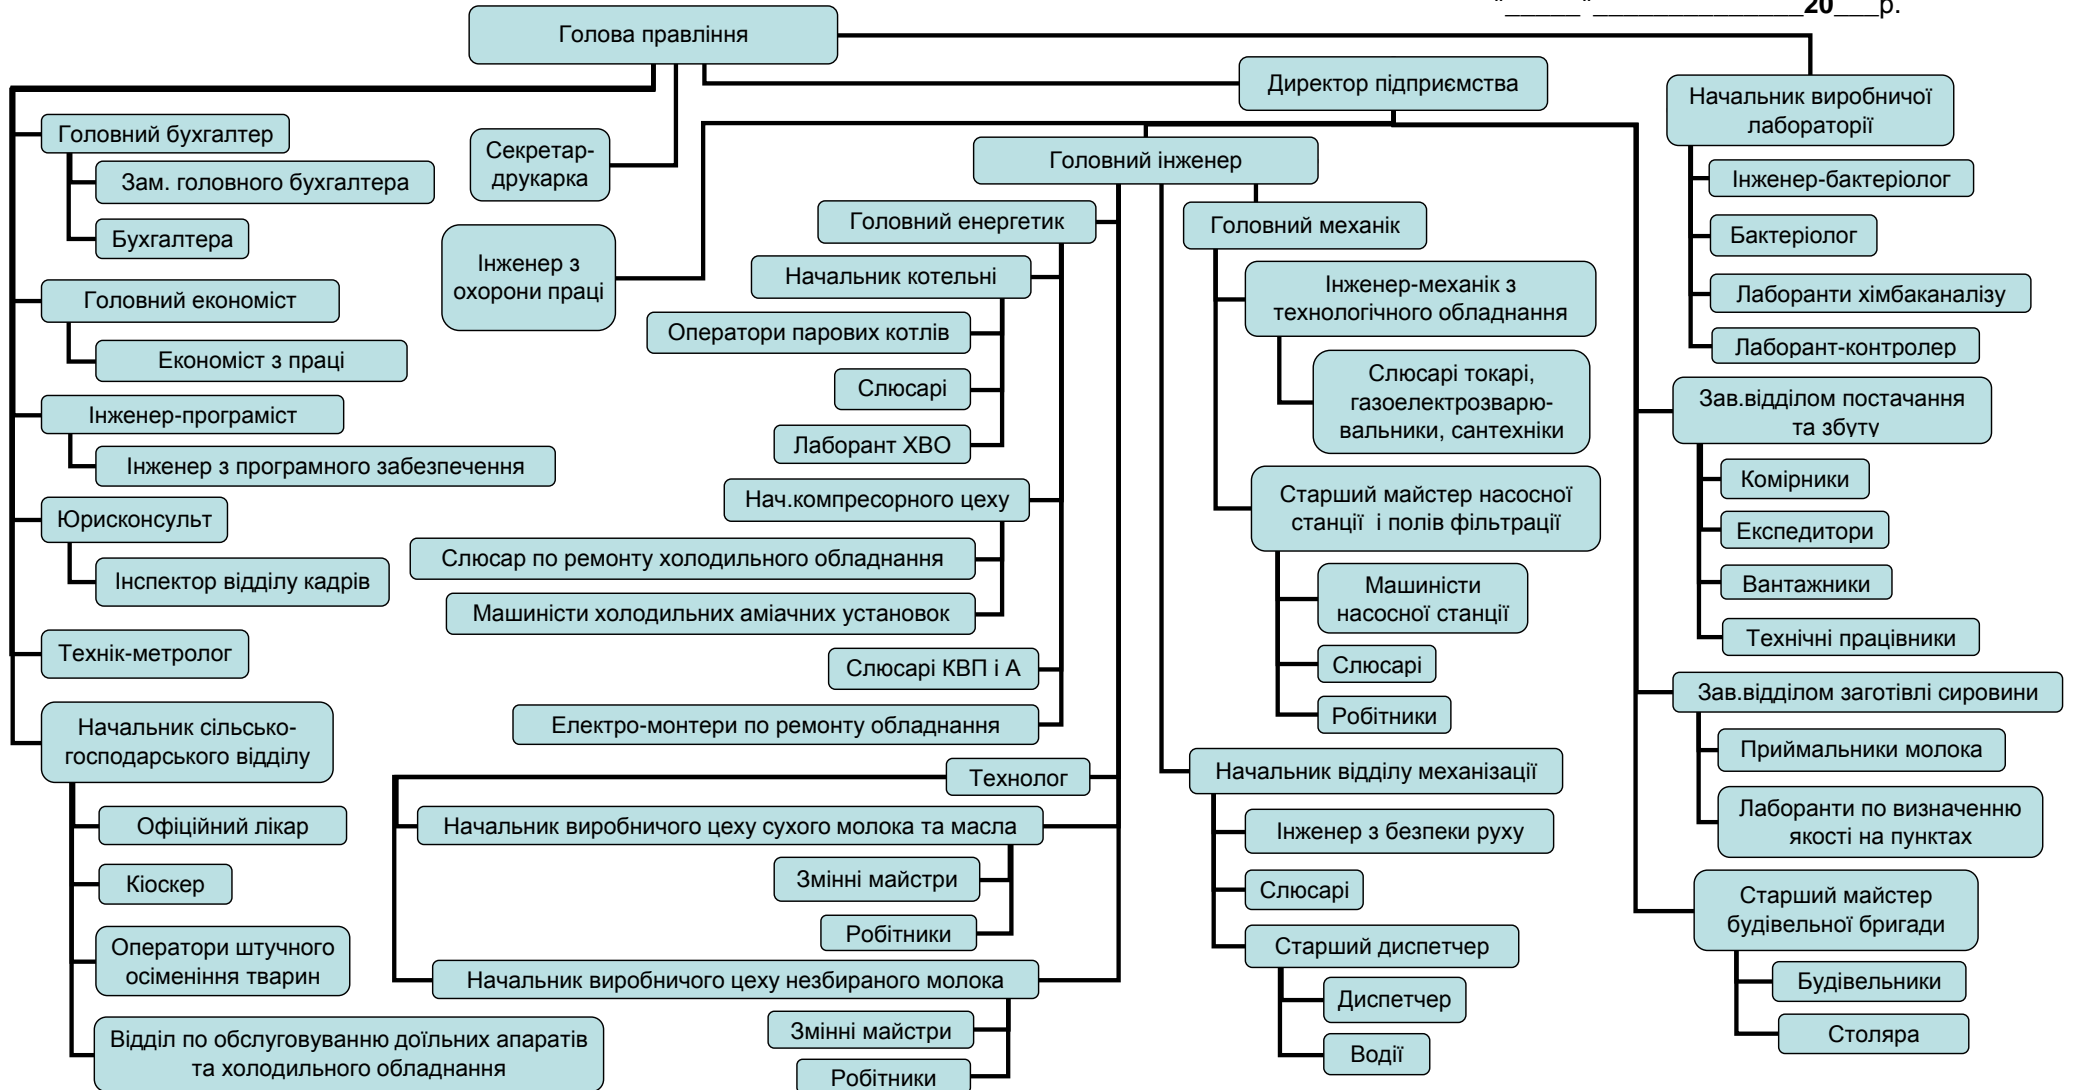 "_____"______________20___р.
Голова правління
Директор підприємства
Начальник виробничої
лабораторії
Головний бухгалтер
Зам. головного бухгалтера
Бухгалтера
Головний економіст
Економіст з праці
Інженер-програміст
Інженер з програмного забезпечення
Юрисконсульт
Інспектор відділу кадрів
Технік-метролог
Начальник сільсько-
господарського відділу
Офіційний лікар
Кіоскер
Оператори штучного
осіменіння тварин
Відділ по обслуговуванню доїльних апаратів
та холодильного обладнання
Секретар-
друкарка
Інженер з
охорони праці
Головний інженер
Головний енергетик
Начальник котельні
Оператори парових котлів
Слюсарі
Лаборант ХВО
Нач.компресорного цеху
Слюсар по ремонту холодильного обладнання
Машиністи холодильних аміачних установок
Слюсарі КВП і А
Електро-монтери по ремонту обладнання
Технолог
Начальник виробничого цеху сухого молока та масла
Змінні майстри
Робітники
Начальник виробничого цеху незбираного молока
Змінні майстри
Робітники
Головний механік
Інженер-механік з
технологічного обладнання
Слюсарі токарі,
газоелектрозварю-
вальники, сантехніки
Старший майстер насосної
станції і полів фільтрації
Машиністи
насосної станції
Слюсарі
Робітники
Начальник відділу механізації
Інженер з безпеки руху
Слюсарі
Старший диспетчер
Диспетчер
Водії
Інженер-бактеріолог
Бактеріолог
Лаборанти хімбаканалізу
Лаборант-контролер
Зав.відділом постачання
та збуту
Комірники
Експедитори
Вантажники
Технічні працівники
Зав.відділом заготівлі сировини
Приймальники молока
Лаборанти по визначенню
якості на пунктах
Старший майстер
будівельної бригади
Будівельники
Столяра